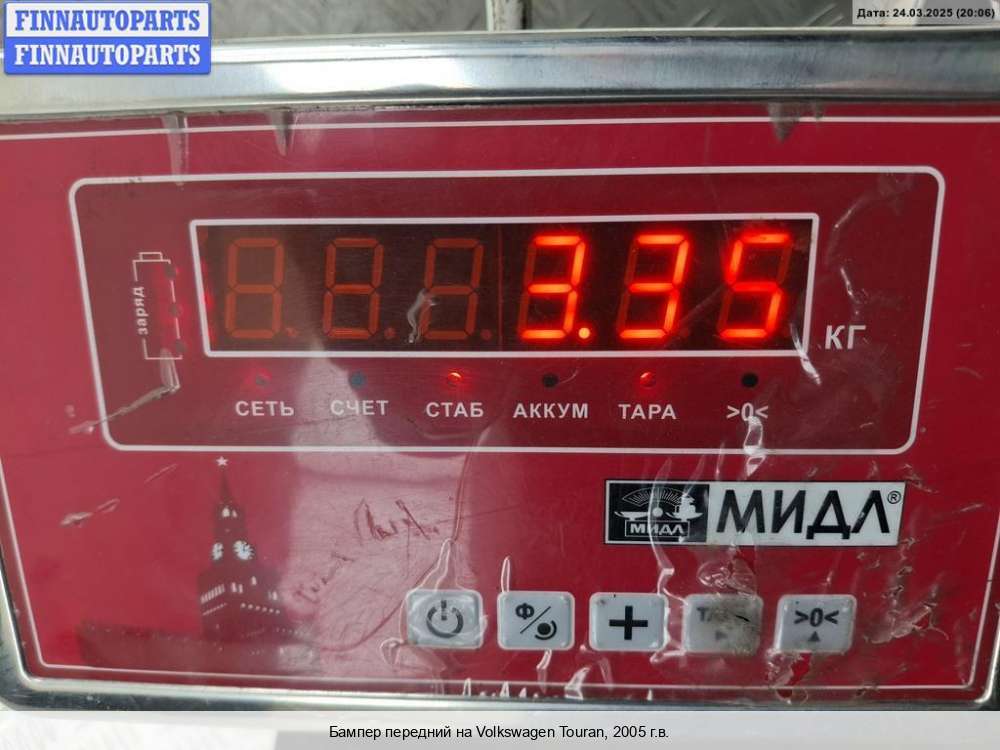 FINNAUTOPARTS
FINNAUTOPARTS
Дата: 24.03.2025 (20:06)
заряд
3.35
КГ
СЕТЬ СЧЕТ СТАБ АККУМ ТАРА >0<
МИДЛ МИДЛ®
Ф
>0<
Бампер передний на Volkswagen Touran, 2005 г.в.